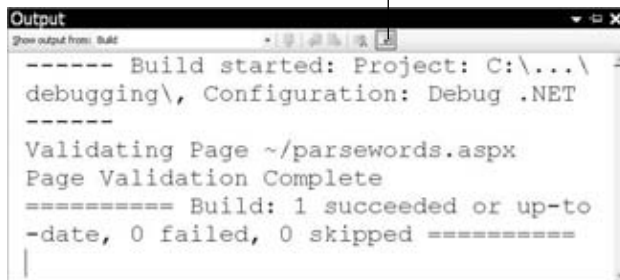 Output
Show output from: Build
------ Build started: Project: C:\...\
debugging\, Configuration: Debug .NET
------
Validating Page ~/parsewords.aspx
Page Validation Complete
========== Build: 1 succeeded or up-to
-date, 0 failed, 0 skipped ==========